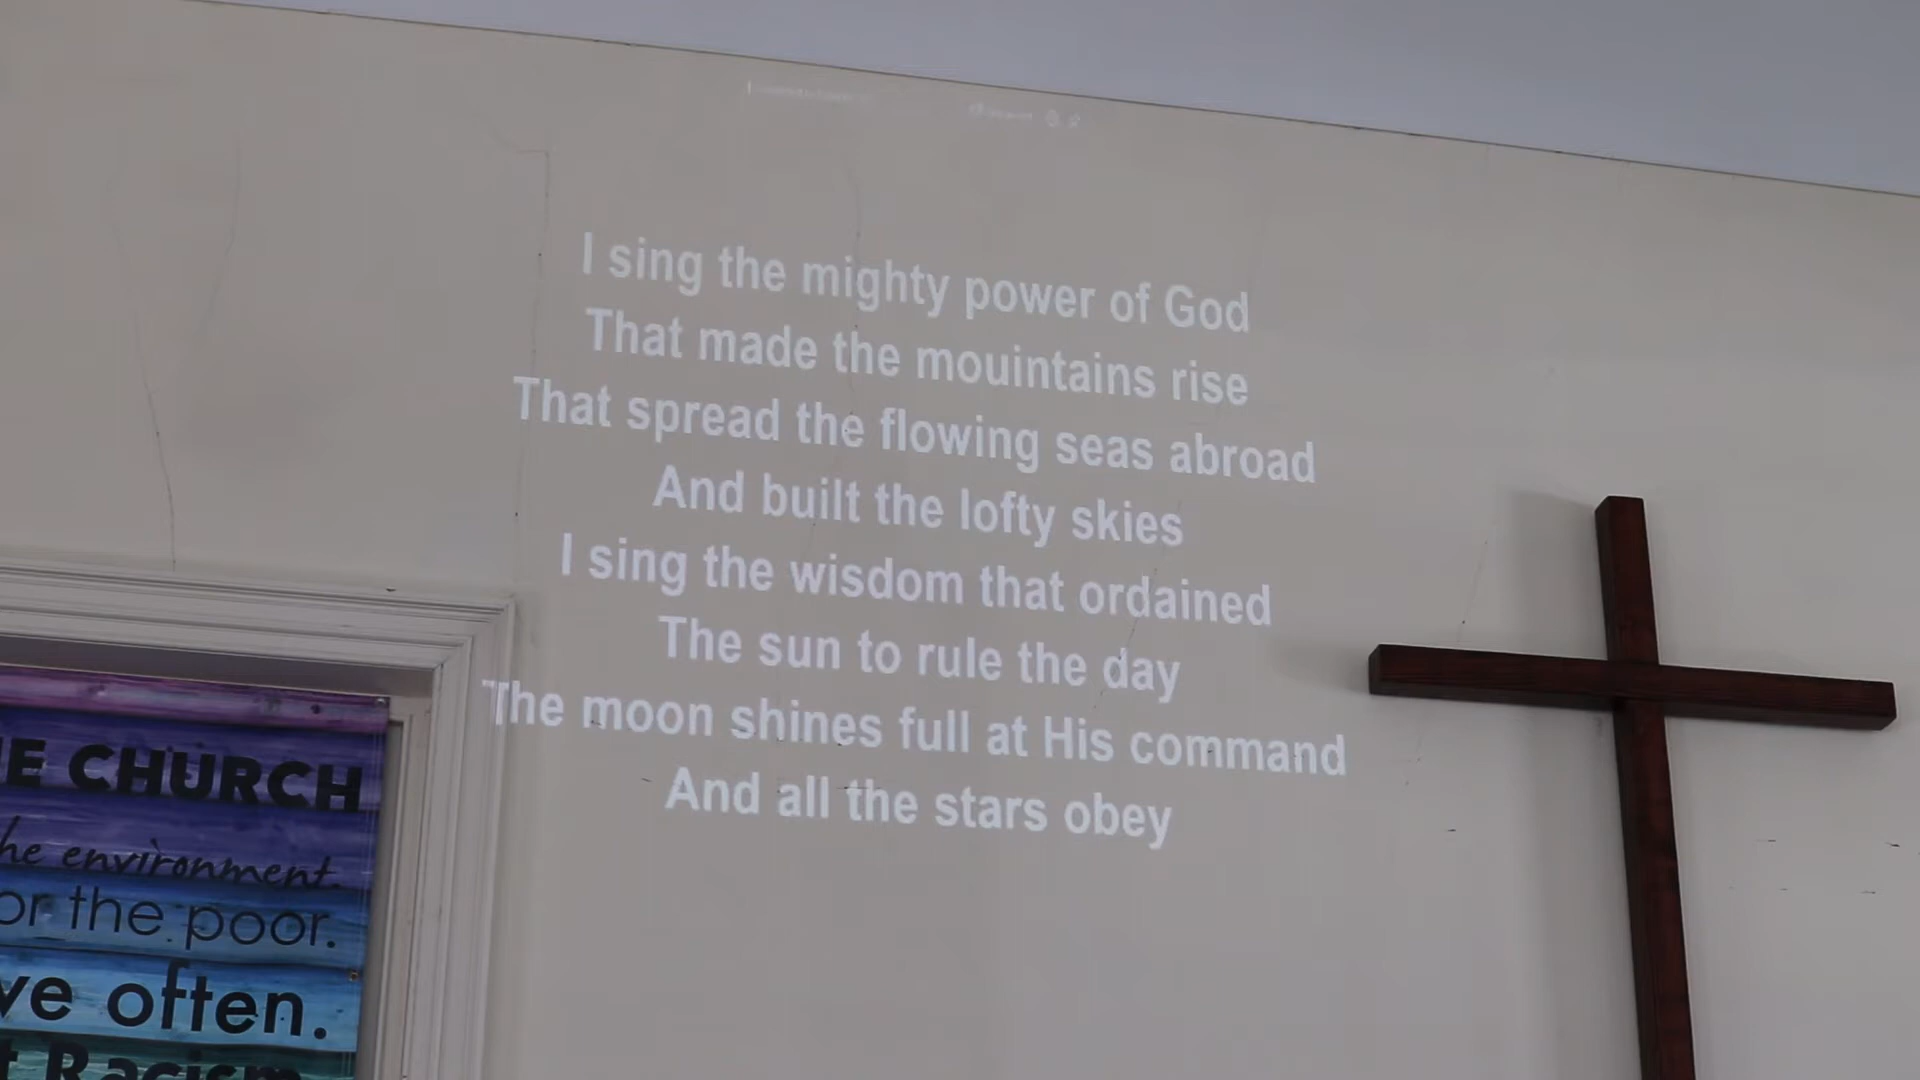 I sing the mighty power of God
That made the mouintains rise
That spread the flowing seas abroad
And built the lofty skies
I sing the wisdom that ordained
The sun to rule the day
The moon shines full at His command
And all the stars obey
E CHURCH
he environment.
or the poor.
ve often.
t Racism